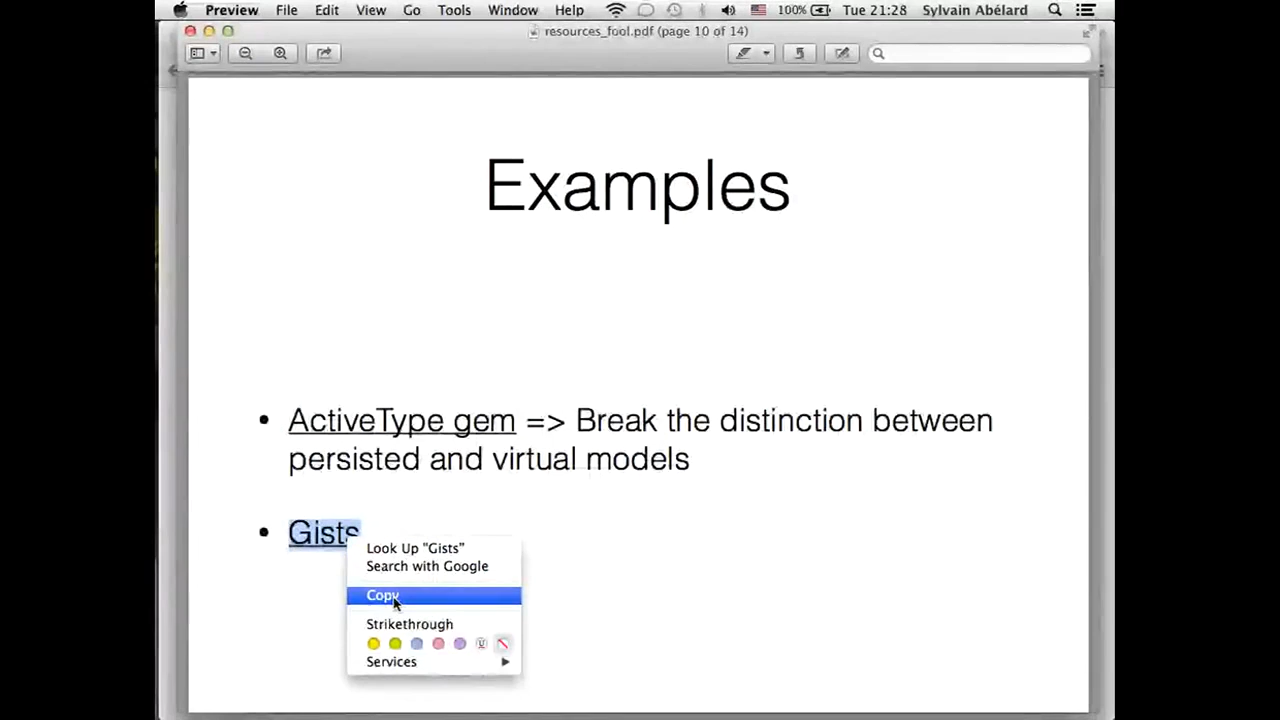 Preview File Edit View Go Tools Window Help 100% Tue 21:28 Sylvain Abélard
resources_fool.pdf (page 10 of 14)
Examples
• ActiveType gem => Break the distinction between
persisted and virtual models
• Gists
Look Up "Gists"
Search with Google
Copy
Strikethrough
Services